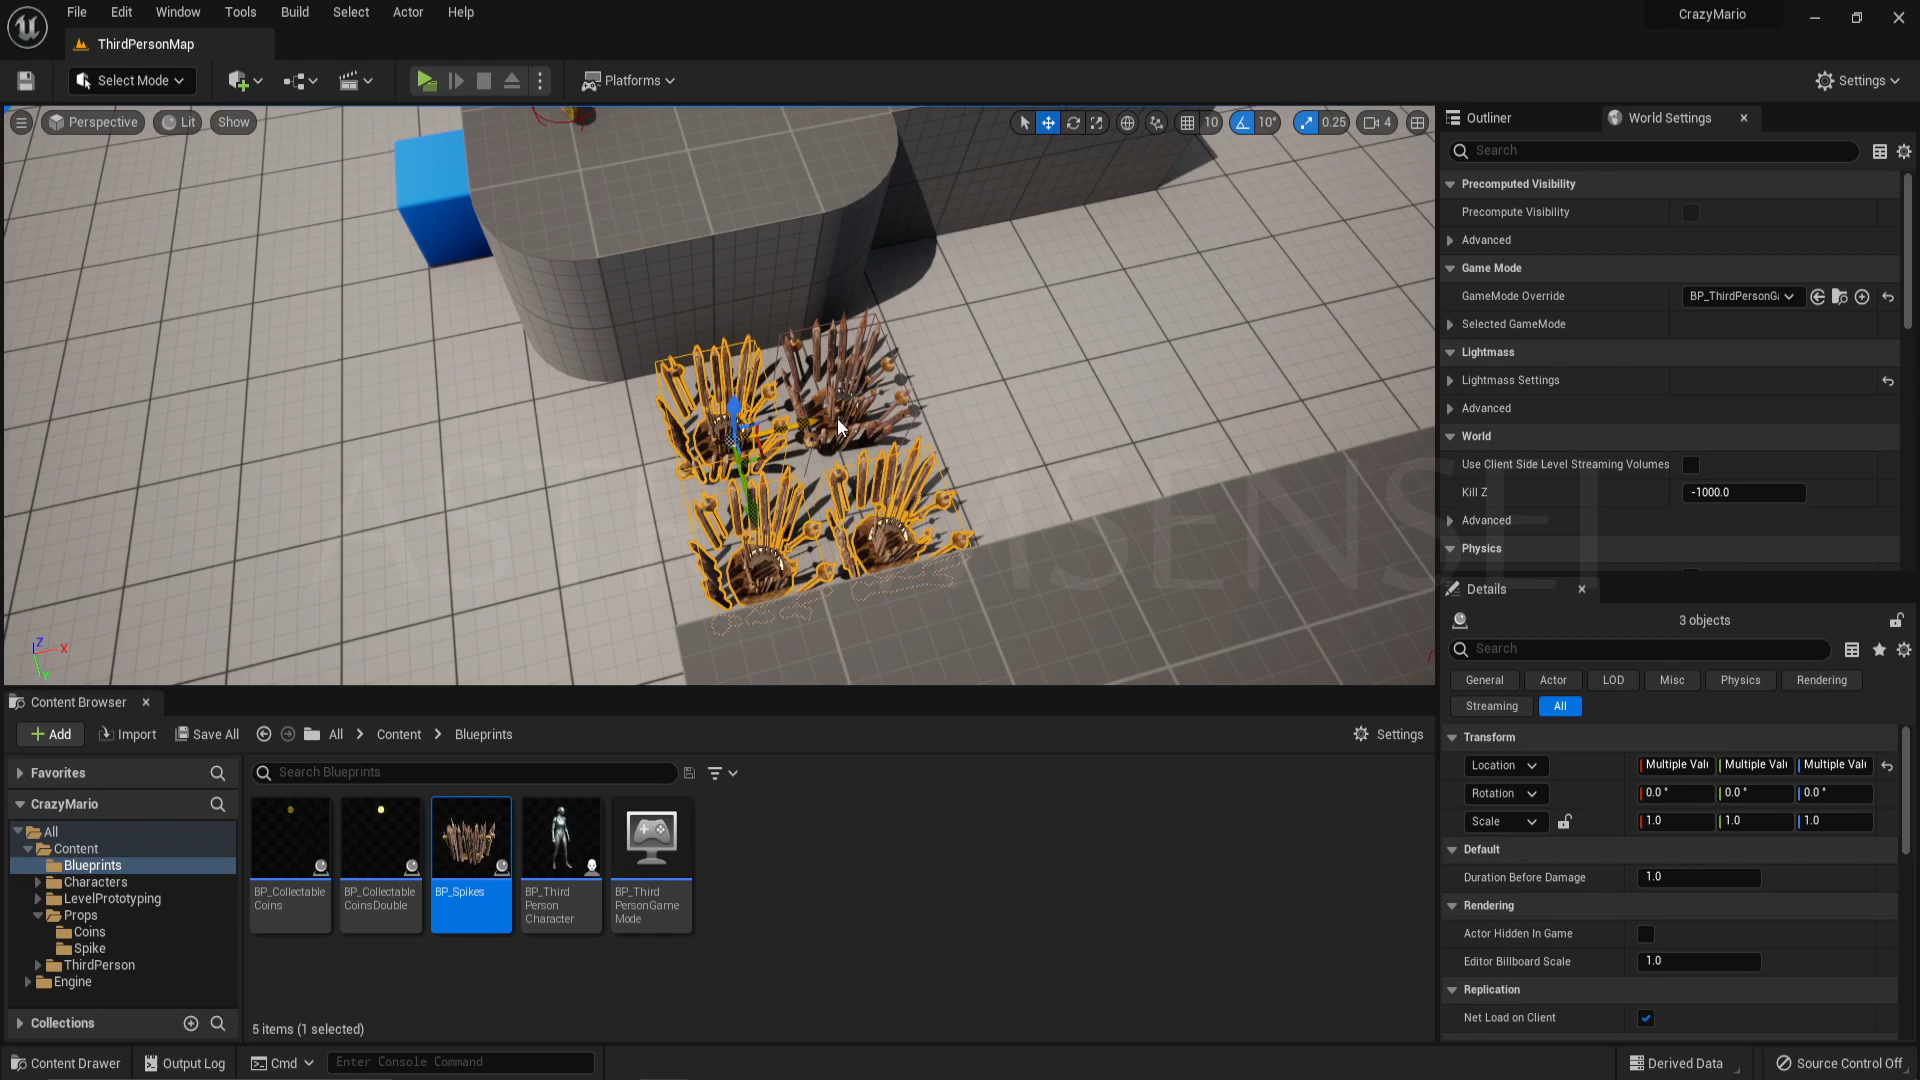 File Edit Window Tools Build Select Actor Help
CrazyMario
ThirdPersonMap
Select Mode
Platforms
Settings
Perspective Lit Show
10 10° 0.25 4
Outliner World Settings
Search
Precomputed Visibility
Precompute Visibility
Advanced
Game Mode
GameMode Override BP_ThirdPersonGa
Selected GameMode
Lightmass
Lightmass Settings
Advanced
World
Use Client Side Level Streaming Volumes
Kill Z -1000.0
Advanced
Physics
Details
3 objects
Search
General Actor LOD Misc Physics Rendering
Streaming All
Transform
Location Multiple Valu Multiple Valu Multiple Valu
Rotation 0.0 ° 0.0 ° 0.0 °
Scale 1.0 1.0 1.0
Default
Duration Before Damage 1.0
Rendering
Actor Hidden In Game
Editor Billboard Scale 1.0
Replication
Net Load on Client
Z X Y
Content Browser
Add Import Save All All Content Blueprints Settings
Favorites
Search Blueprints
CrazyMario
All
Content
Blueprints
Characters
LevelPrototyping
Props
Coins
Spike
ThirdPerson
Engine
Collections
BP_Collectable
Coins
BP_Collectable
CoinsDouble
BP_Spikes
BP_Third
Person
Character
BP_Third
PersonGame
Mode
5 items (1 selected)
Content Drawer Output Log Cmd Enter Console Command Derived Data Source Control Off